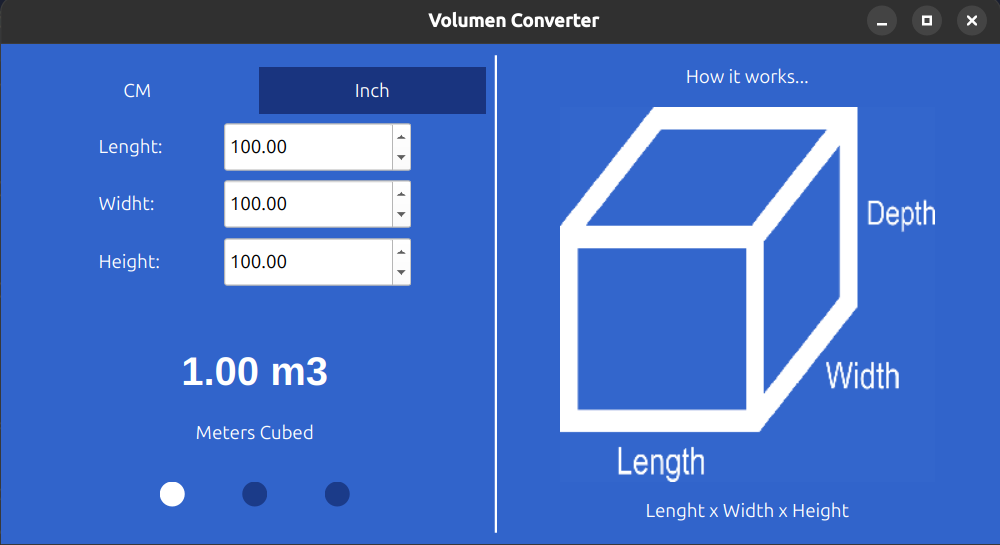 Volumen Converter
CM
Inch
Lenght:
100.00
Widht:
100.00
Height:
100.00
1.00 m3
Meters Cubed
How it works...
Depth
Width
Length
Lenght x Width x Height